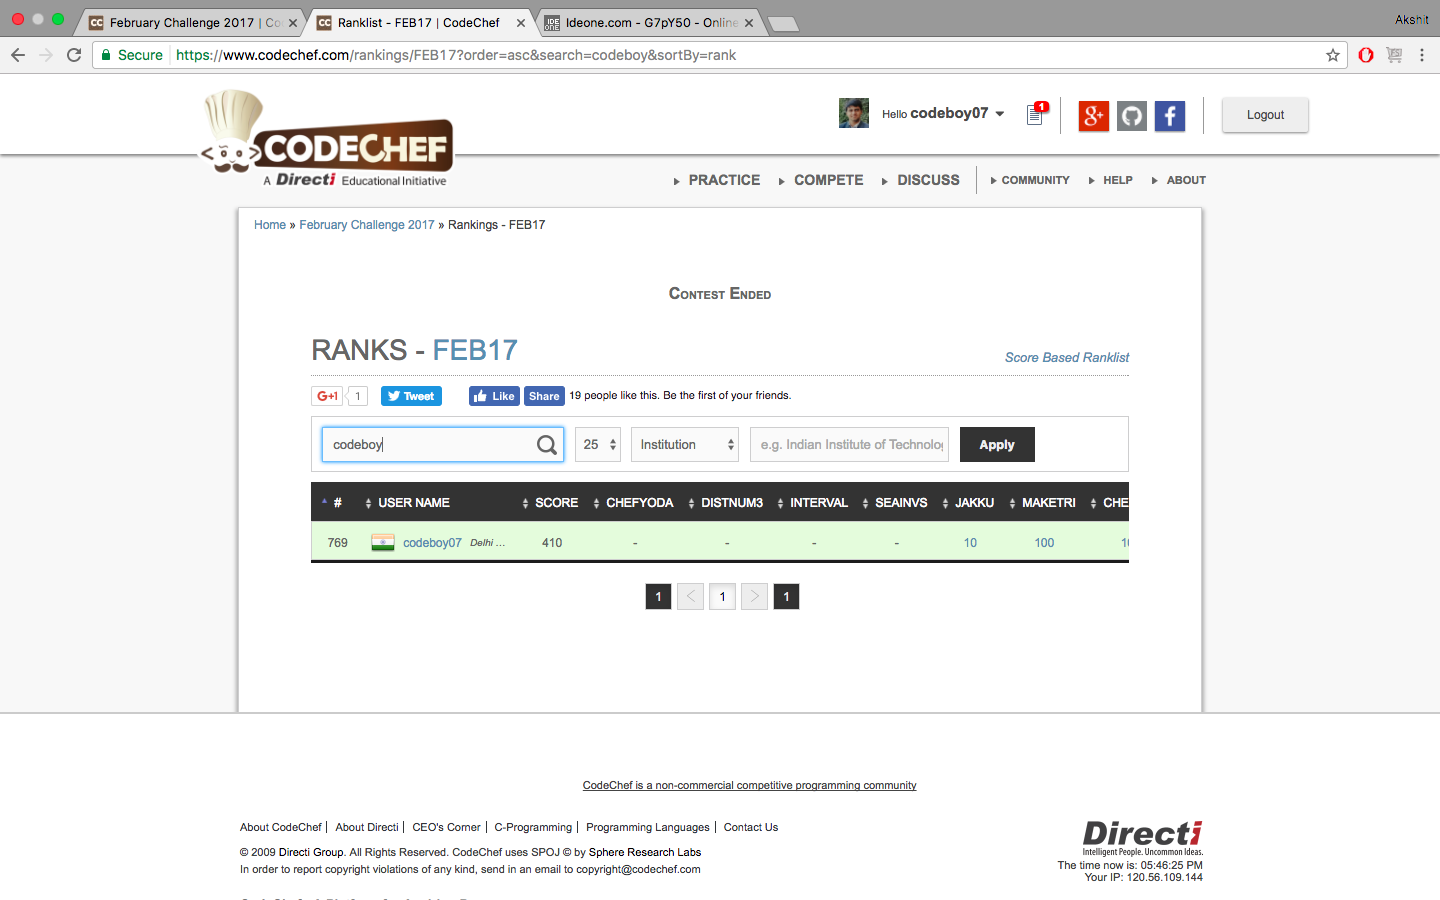 February Challenge 2017 | Co
Ranklist - FEB17 | CodeChef
Ideone.com - G7pY50 - Online
Akshit
Secure https://www.codechef.com/rankings/FEB17?order=asc&search=codeboy&sortBy=rank
CODECHEF
A Directi Educational Initiative
Hello codeboy07
1
Logout
PRACTICE COMPETE DISCUSS COMMUNITY HELP ABOUT
Home » February Challenge 2017 » Rankings - FEB17
CONTEST ENDED
RANKS - FEB17
Score Based Ranklist
G+1 1 Tweet Like Share 19 people like this. Be the first of your friends.
codeboy 25 Institution e.g. Indian Institute of Technolog Apply
# USER NAME SCORE CHEFYODA DISTNUM3 INTERVAL SEAINVS JAKKU MAKETRI CHE
769 codeboy07 Delhi ... 410 - - - - 10 100
1 < 1 > 1
CodeChef is a non-commercial competitive programming community
About CodeChef | About Directi | CEO's Corner | C-Programming | Programming Languages | Contact Us
© 2009 Directi Group. All Rights Reserved. CodeChef uses SPOJ © by Sphere Research Labs
In order to report copyright violations of any kind, send in an email to copyright@codechef.com
Directi
Intelligent People. Uncommon Ideas.
The time now is: 05:46:25 PM
Your IP: 120.56.109.144